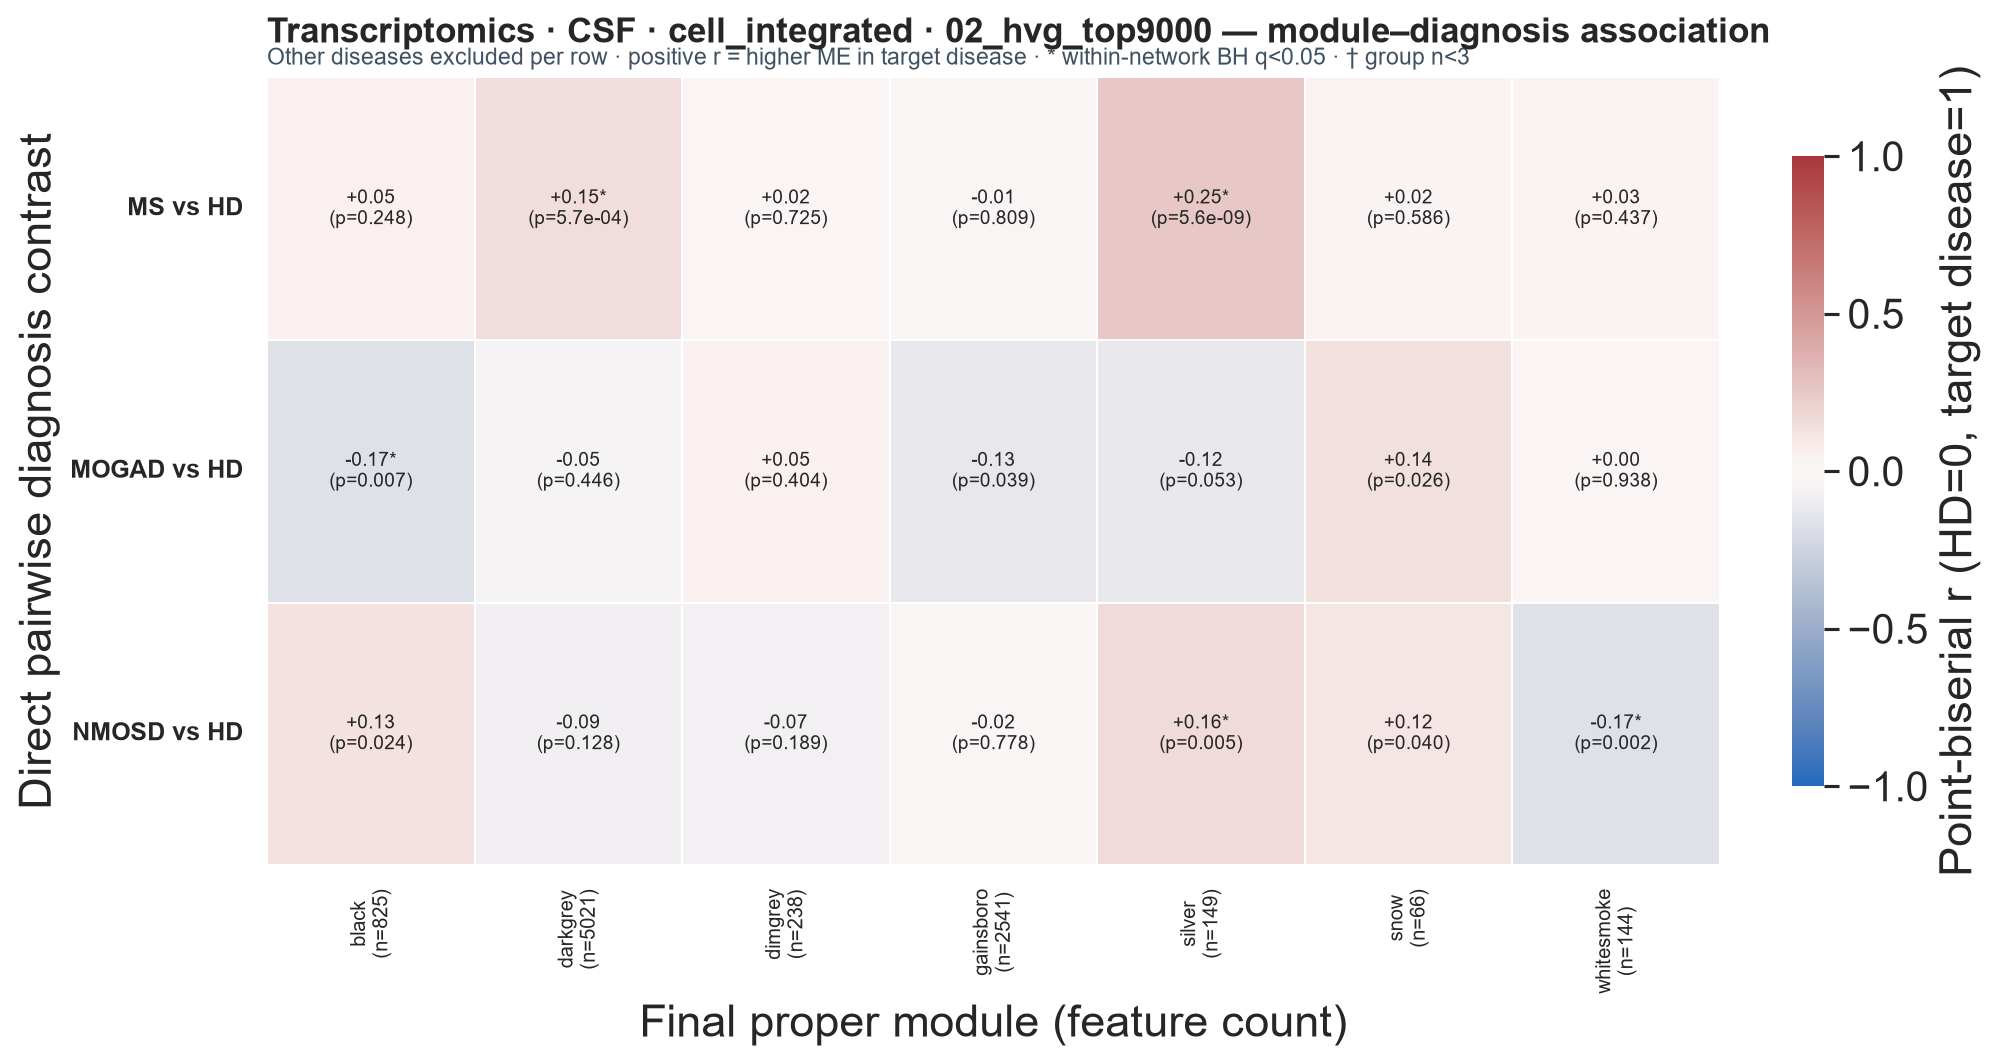 Transcriptomics · CSF · cell_integrated · 02_hvg_top9000 — module–diagnosis association
Other diseases excluded per row · positive r = higher ME in target disease · * within-network BH q<0.05 · † group n<3
Direct pairwise diagnosis contrast
MS vs HD
+0.05
(p=0.248)
+0.15*
(p=5.7e-04)
+0.02
(p=0.725)
-0.01
(p=0.809)
+0.25*
(p=5.6e-09)
+0.02
(p=0.586)
+0.03
(p=0.437)
MOGAD vs HD
-0.17*
(p=0.007)
-0.05
(p=0.446)
+0.05
(p=0.404)
-0.13
(p=0.039)
-0.12
(p=0.053)
+0.14
(p=0.026)
+0.00
(p=0.938)
NMOSD vs HD
+0.13
(p=0.024)
-0.09
(p=0.128)
-0.07
(p=0.189)
-0.02
(p=0.778)
+0.16*
(p=0.005)
+0.12
(p=0.040)
-0.17*
(p=0.002)
black
(n=825)
darkgrey
(n=5021)
dimgrey
(n=238)
gainsboro
(n=2541)
silver
(n=149)
snow
(n=66)
whitesmoke
(n=144)
Final proper module (feature count)
1.0
0.5
0.0
−0.5
−1.0
Point-biserial r (HD=0, target disease=1)